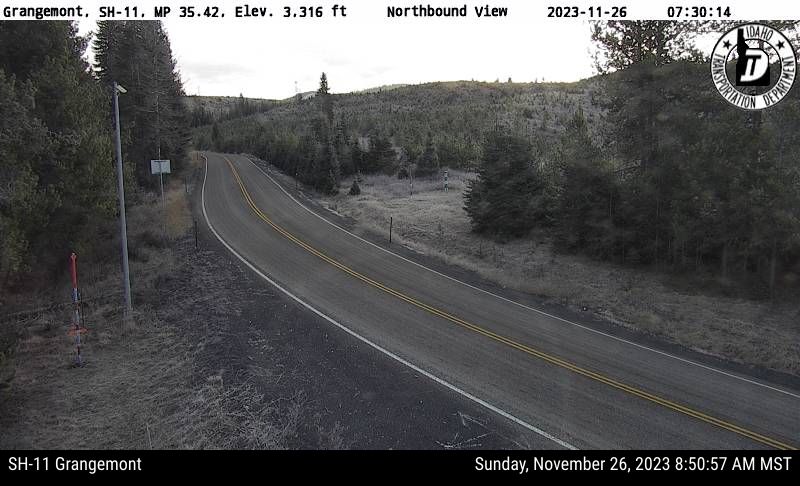 Grangemont, SH-11, MP 35.42, Elev. 3,316 ft Northbound View 2023-11-26 07:30:14
IDAHO
TRANSPORTATION DEPARTMENT
SH-11 Grangemont Sunday, November 26, 2023 8:50:57 AM MST